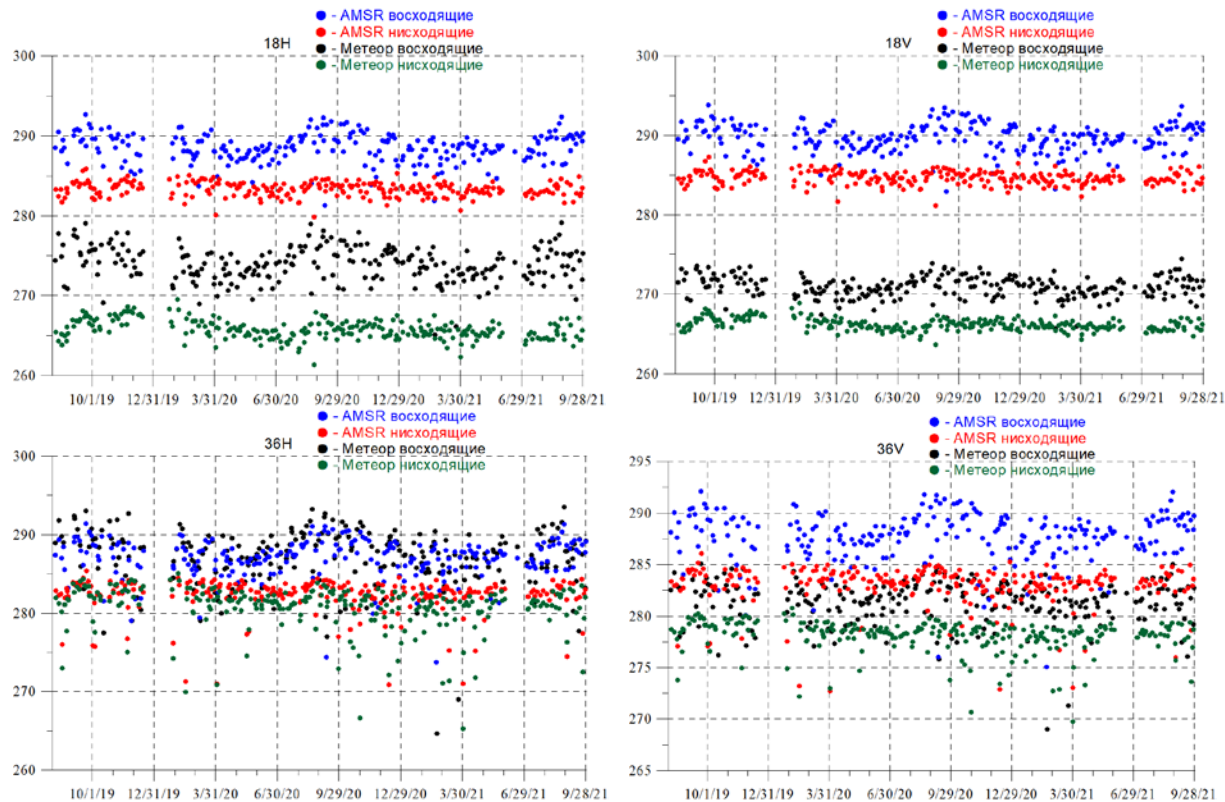 ● - AMSR восходящие
● - AMSR нисходящие
18H
● - Метеор восходящие
● - Метеор нисходящие
300
290
280
270
260
10/1/19 12/31/19 3/31/20 6/30/20 9/29/20 12/29/20 3/30/21 6/29/21 9/28/21
● - AMSR восходящие
● - AMSR нисходящие
18V
● - Метеор восходящие
● - Метеор нисходящие
300
290
280
270
260
10/1/19 12/31/19 3/31/20 6/30/20 9/29/20 12/29/20 3/30/21 6/29/21 9/28/21
● - AMSR восходящие
● - AMSR нисходящие
36H
● - Метеор восходящие
● - Метеор нисходящие
300
290
280
270
260
10/1/19 12/31/19 3/31/20 6/30/20 9/29/20 12/29/20 3/30/21 6/29/21 9/28/21
● - AMSR восходящие
● - AMSR нисходящие
36V
● - Метеор восходящие
● - Метеор нисходящие
295
290
285
280
275
270
265
10/1/19 12/31/19 3/31/20 6/30/20 9/29/20 12/29/20 3/30/21 6/29/21 9/28/21